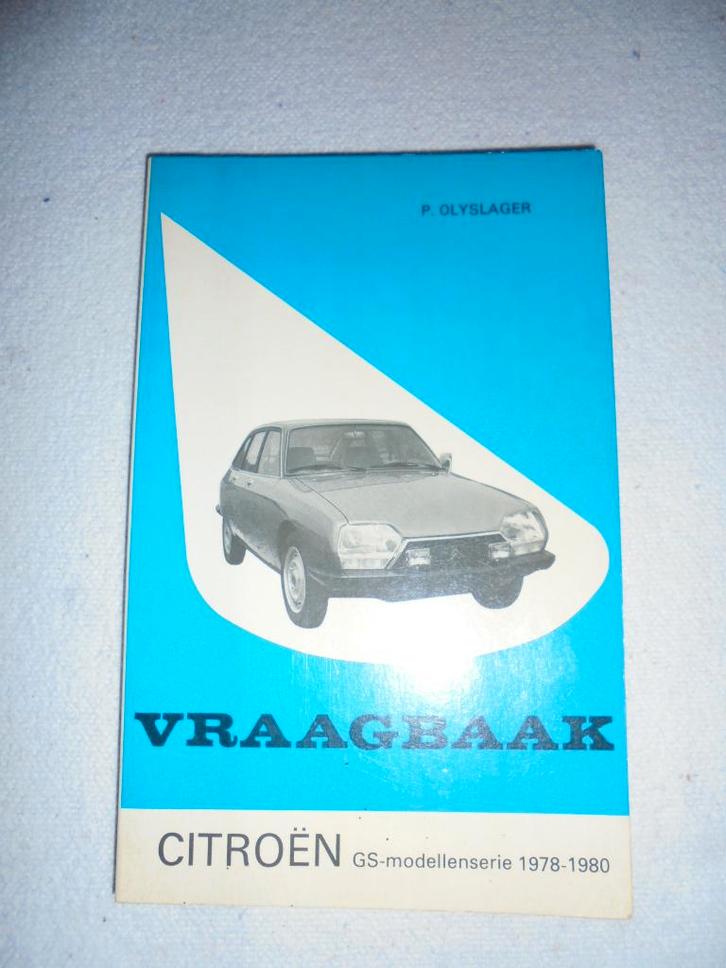 P. OLYSLAGER
VRAAGBAAK
CITROËN GS-modellenserie 1978-1980